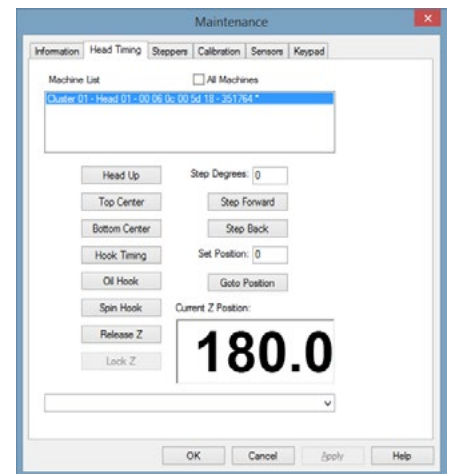 Maintenance
Information Head Timing Steppers Calibration Sensors Keypad
Machine List All Machines
Cluster 01 - Head 01 - 00 06 0c 00 5d 18 - 351764 *
Head Up Step Degrees: 0
Top Center Step Forward
Bottom Center Step Back
Hook Timing Set Position: 0
Oil Hook Goto Position
Spin Hook Current Z Position:
Release Z 180.0
Lock Z
OK Cancel Apply Help